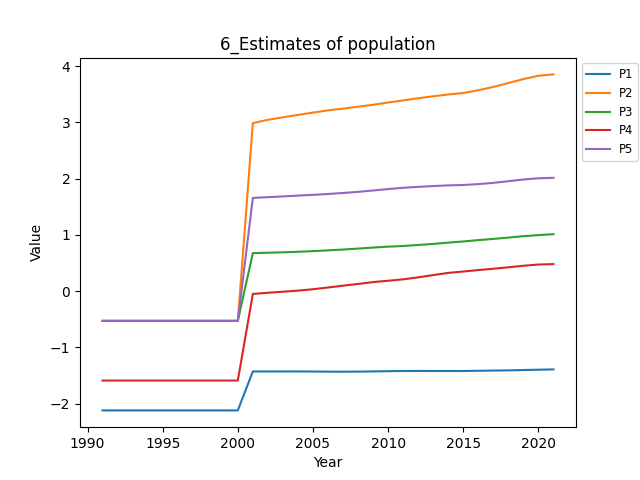 6_Estimates of population
P1
P2
P3
P4
P5
4
3
2
1
0
−1
−2
Value
1990 1995 2000 2005 2010 2015 2020
Year